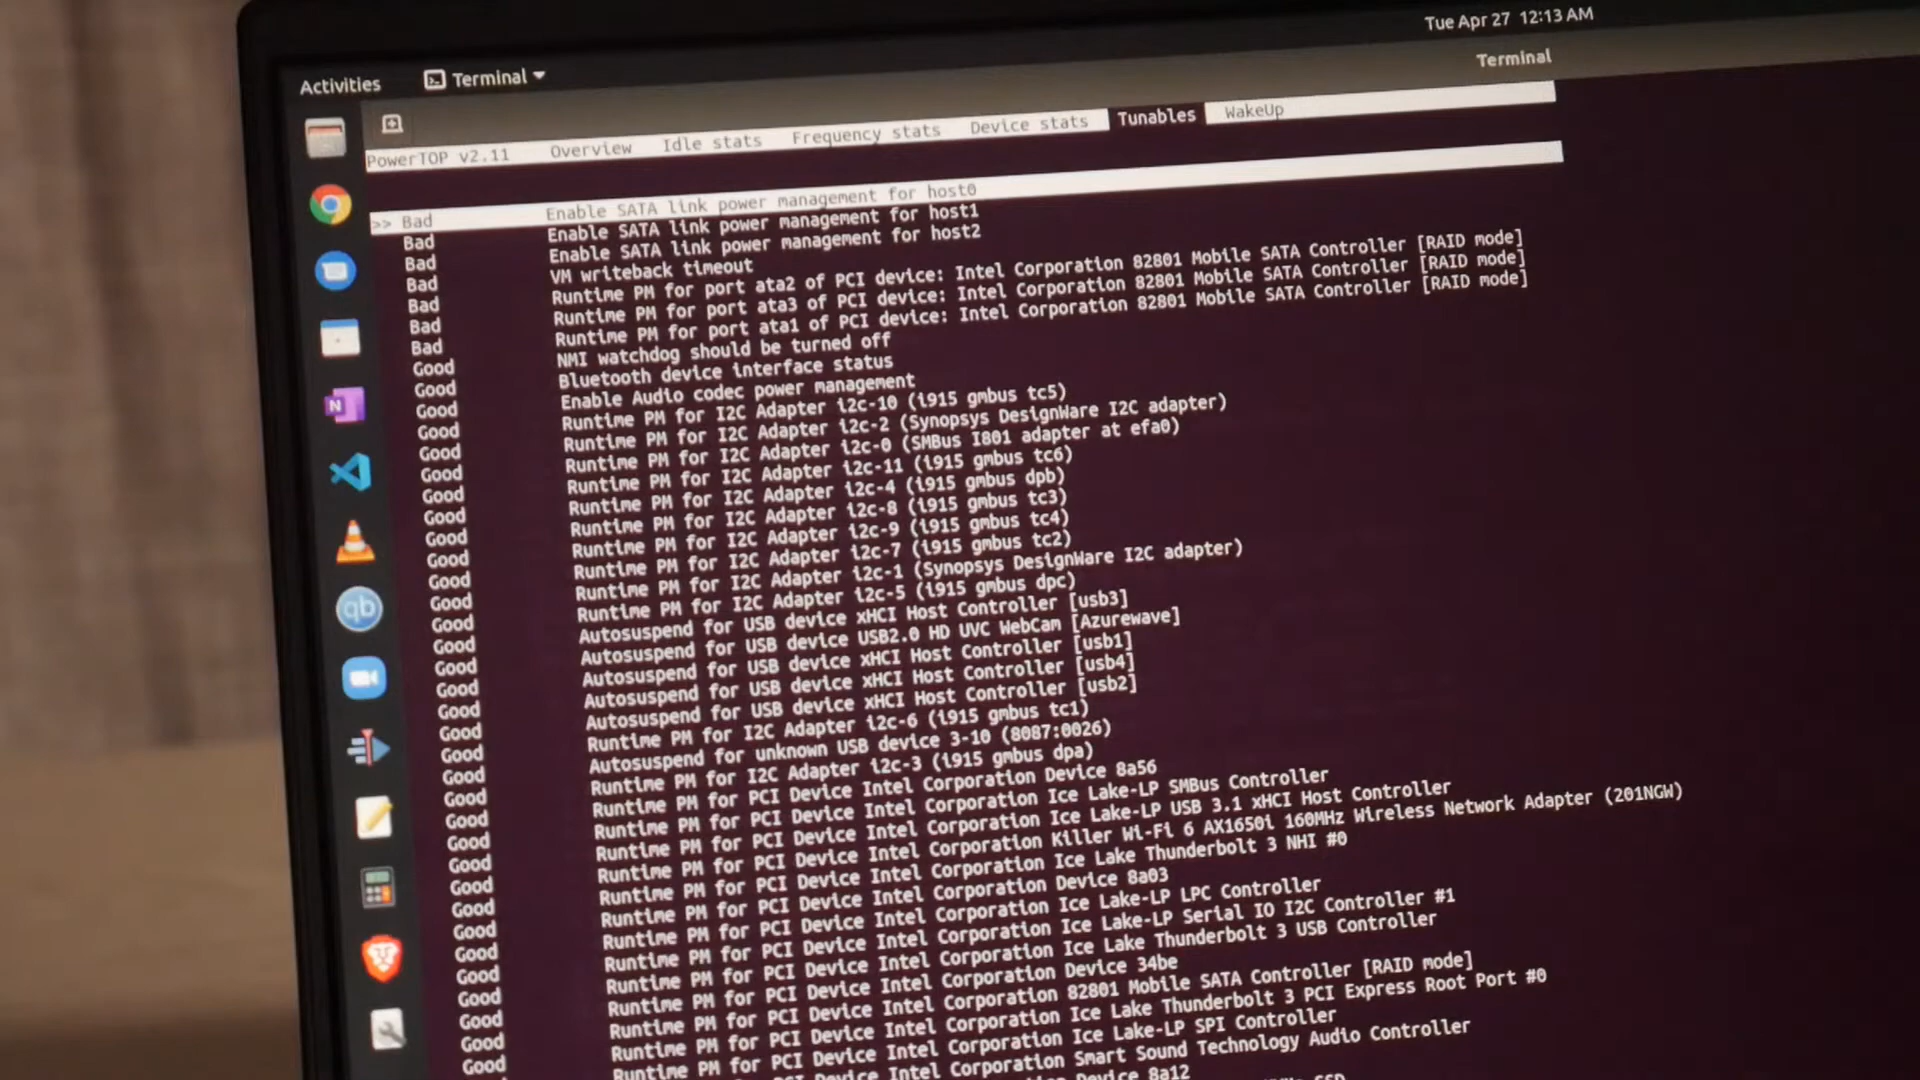 Tue Apr 27 12:13 AM
Activities Terminal
Terminal
PowerTOP v2.11 Overview Idle stats Frequency stats Device stats Tunables WakeUp
>> Bad Enable SATA link power management for host0
Bad Enable SATA link power management for host1
Bad Enable SATA link power management for host2
Bad VM writeback timeout
Bad Runtime PM for port ata2 of PCI device: Intel Corporation 82801 Mobile SATA Controller [RAID mode]
Bad Runtime PM for port ata3 of PCI device: Intel Corporation 82801 Mobile SATA Controller [RAID mode]
Bad Runtime PM for port ata1 of PCI device: Intel Corporation 82801 Mobile SATA Controller [RAID mode]
Good NMI watchdog should be turned off
Good Bluetooth device interface status
Good Enable Audio codec power management
Good Runtime PM for I2C Adapter i2c-10 (i915 gmbus tc5)
Good Runtime PM for I2C Adapter i2c-2 (Synopsys DesignWare I2C adapter)
Good Runtime PM for I2C Adapter i2c-0 (SMBus I801 adapter at efa0)
Good Runtime PM for I2C Adapter i2c-11 (i915 gmbus tc6)
Good Runtime PM for I2C Adapter i2c-4 (i915 gmbus dpb)
Good Runtime PM for I2C Adapter i2c-8 (i915 gmbus tc3)
Good Runtime PM for I2C Adapter i2c-9 (i915 gmbus tc4)
Good Runtime PM for I2C Adapter i2c-7 (i915 gmbus tc2)
Good Runtime PM for I2C Adapter i2c-1 (Synopsys DesignWare I2C adapter)
Good Runtime PM for I2C Adapter i2c-5 (i915 gmbus dpc)
Good Autosuspend for USB device xHCI Host Controller [usb3]
Good Autosuspend for USB device USB2.0 HD UVC WebCam [Azurewave]
Good Autosuspend for USB device xHCI Host Controller [usb1]
Good Autosuspend for USB device xHCI Host Controller [usb4]
Good Autosuspend for USB device xHCI Host Controller [usb2]
Good Runtime PM for I2C Adapter i2c-6 (i915 gmbus tc1)
Good Autosuspend for unknown USB device 3-10 (8087:0026)
Good Runtime PM for I2C Adapter i2c-3 (i915 gmbus dpa)
Good Runtime PM for PCI Device Intel Corporation Device 8a56
Good Runtime PM for PCI Device Intel Corporation Ice Lake-LP SMBus Controller
Good Runtime PM for PCI Device Intel Corporation Ice Lake-LP USB 3.1 xHCI Host Controller
Good Runtime PM for PCI Device Intel Corporation Killer Wi-Fi 6 AX1650i 160MHz Wireless Network Adapter (201NGW)
Good Runtime PM for PCI Device Intel Corporation Ice Lake Thunderbolt 3 NHI #0
Good Runtime PM for PCI Device Intel Corporation Device 8a03
Good Runtime PM for PCI Device Intel Corporation Ice Lake-LP LPC Controller
Good Runtime PM for PCI Device Intel Corporation Ice Lake-LP Serial IO I2C Controller #1
Good Runtime PM for PCI Device Intel Corporation Ice Lake Thunderbolt 3 USB Controller
Good Runtime PM for PCI Device Intel Corporation Device 34be
Good Runtime PM for PCI Device Intel Corporation 82801 Mobile SATA Controller [RAID mode]
Good Runtime PM for PCI Device Intel Corporation Ice Lake Thunderbolt 3 PCI Express Root Port #0
Good Runtime PM for PCI Device Intel Corporation Ice Lake-LP SPI Controller
Runtime PM for PCI Device Intel Corporation Smart Sound Technology Audio Controller
Device 8a12
SSD
N
qb